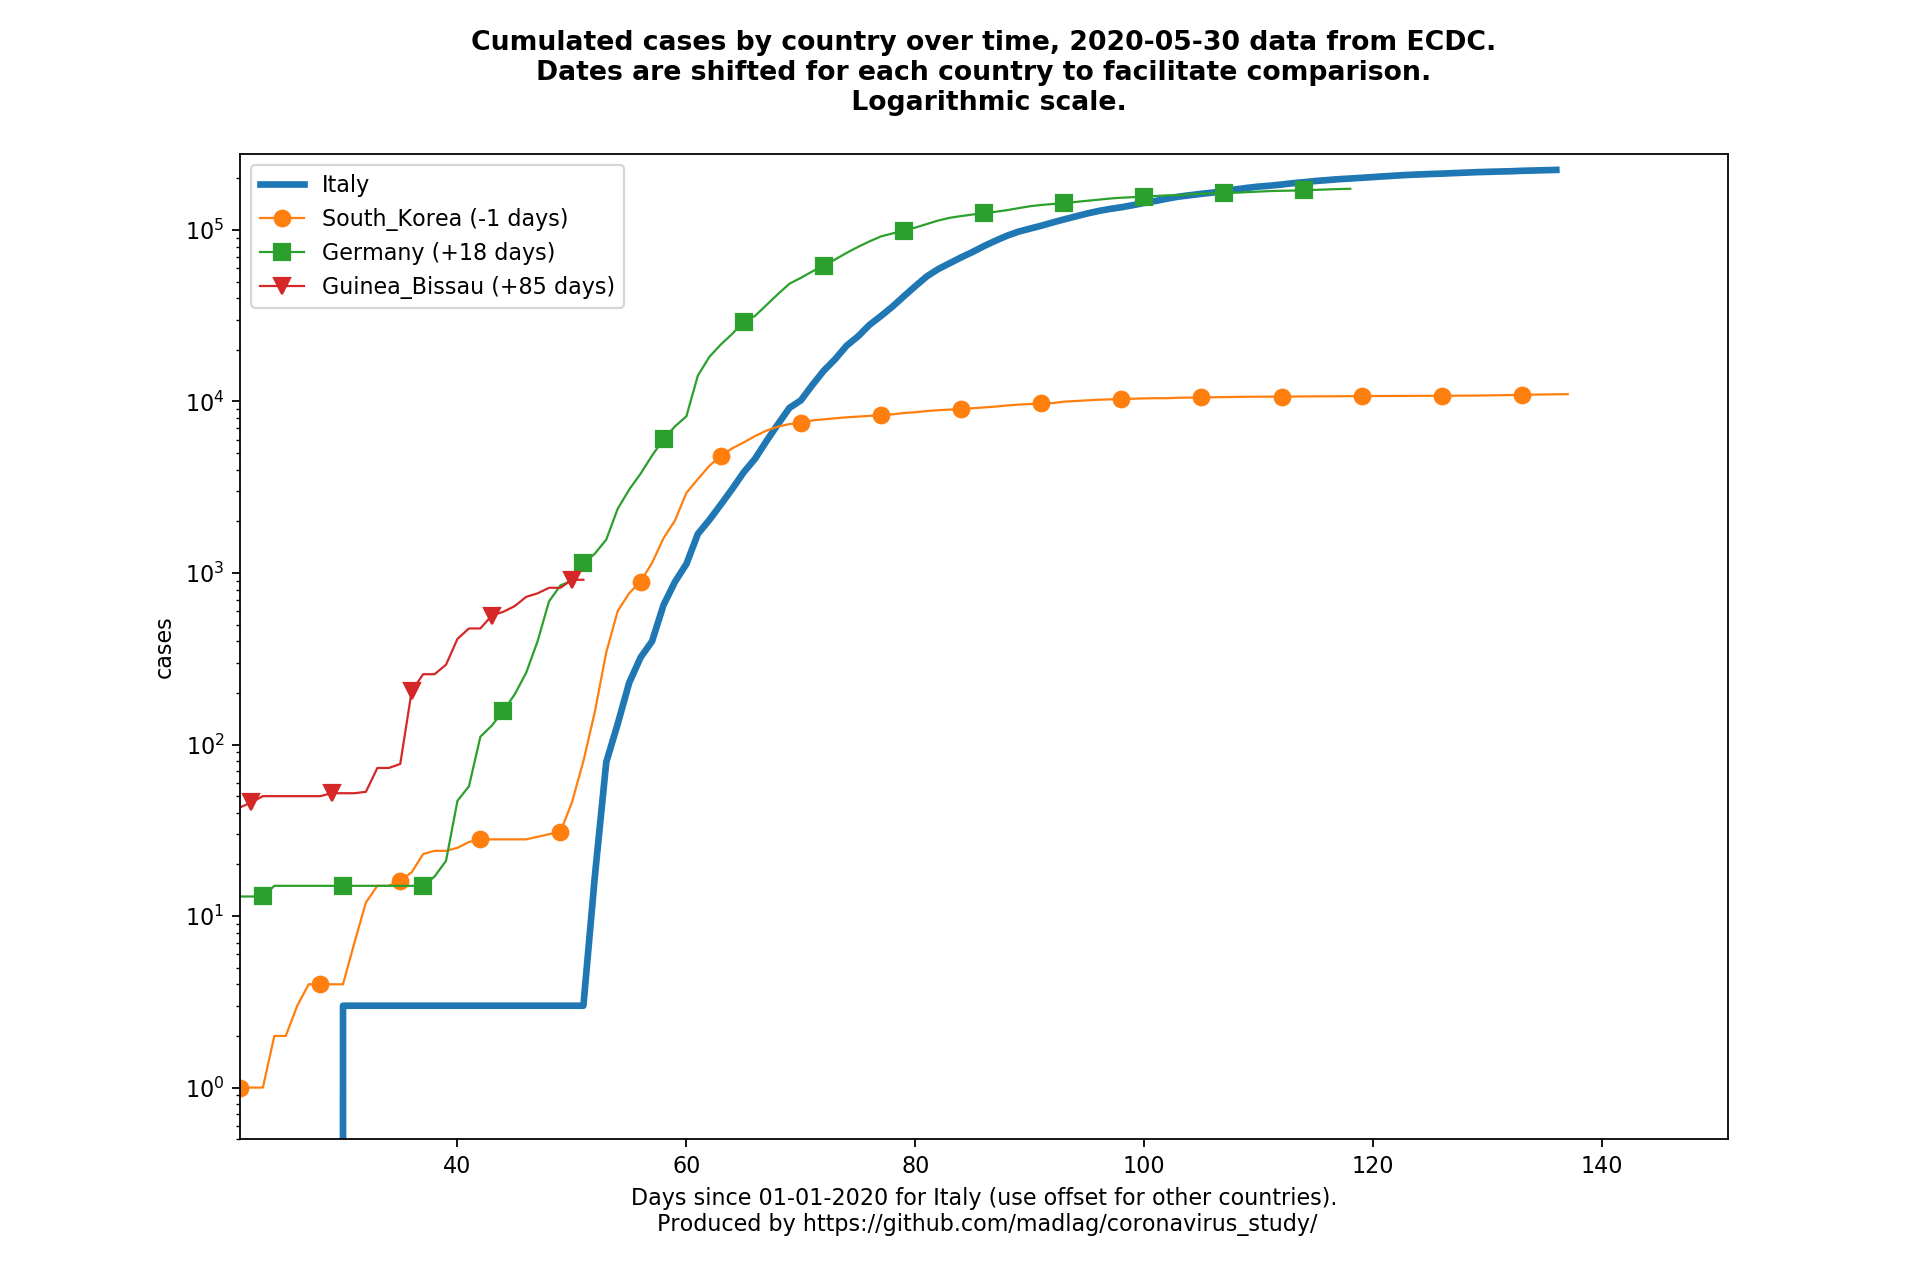 Cumulated cases by country over time, 2020-05-30 data from ECDC.
Dates are shifted for each country to facilitate comparison.
Logarithmic scale.
Italy
South_Korea (-1 days)
Germany (+18 days)
Guinea_Bissau (+85 days)
10^5
10^4
10^3
10^2
10^1
10^0
cases
40 60 80 100 120 140
Days since 01-01-2020 for Italy (use offset for other countries).
Produced by https://github.com/madlag/coronavirus_study/